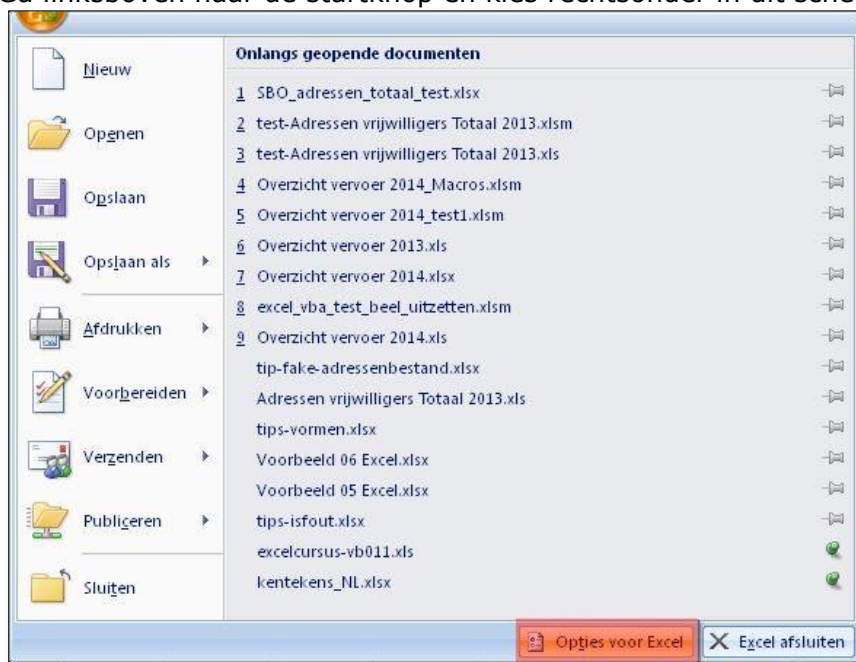 Ga linksboven naar de startknop en kies rechtsonder in dit sche
Nieuw
Openen
Opslaan
Opslaan als
Afdrukken
Voorbereiden
Verzenden
Publiceren
Sluiten
Onlangs geopende documenten
1 SBO_adressen_totaal_test.xlsx
2 test-Adressen vrijwilligers Totaal 2013.xlsm
3 test-Adressen vrijwilligers Totaal 2013.xls
4 Overzicht vervoer 2014_Macros.xlsm
5 Overzicht vervoer 2014_test1.xlsm
6 Overzicht vervoer 2013.xls
7 Overzicht vervoer 2014.xlsx
8 excel_vba_test_beel_uitzetten.xlsm
9 Overzicht vervoer 2014.xls
tip-fake-adressenbestand.xlsx
Adressen vrijwilligers Totaal 2013.xls
tips-vormen.xlsx
Voorbeeld 06 Excel.xlsx
Voorbeeld 05 Excel.xlsx
tips-isfout.xlsx
excelcursus-vb011.xls
kentekens_NL.xlsx
Opties voor Excel
Excel afsluiten